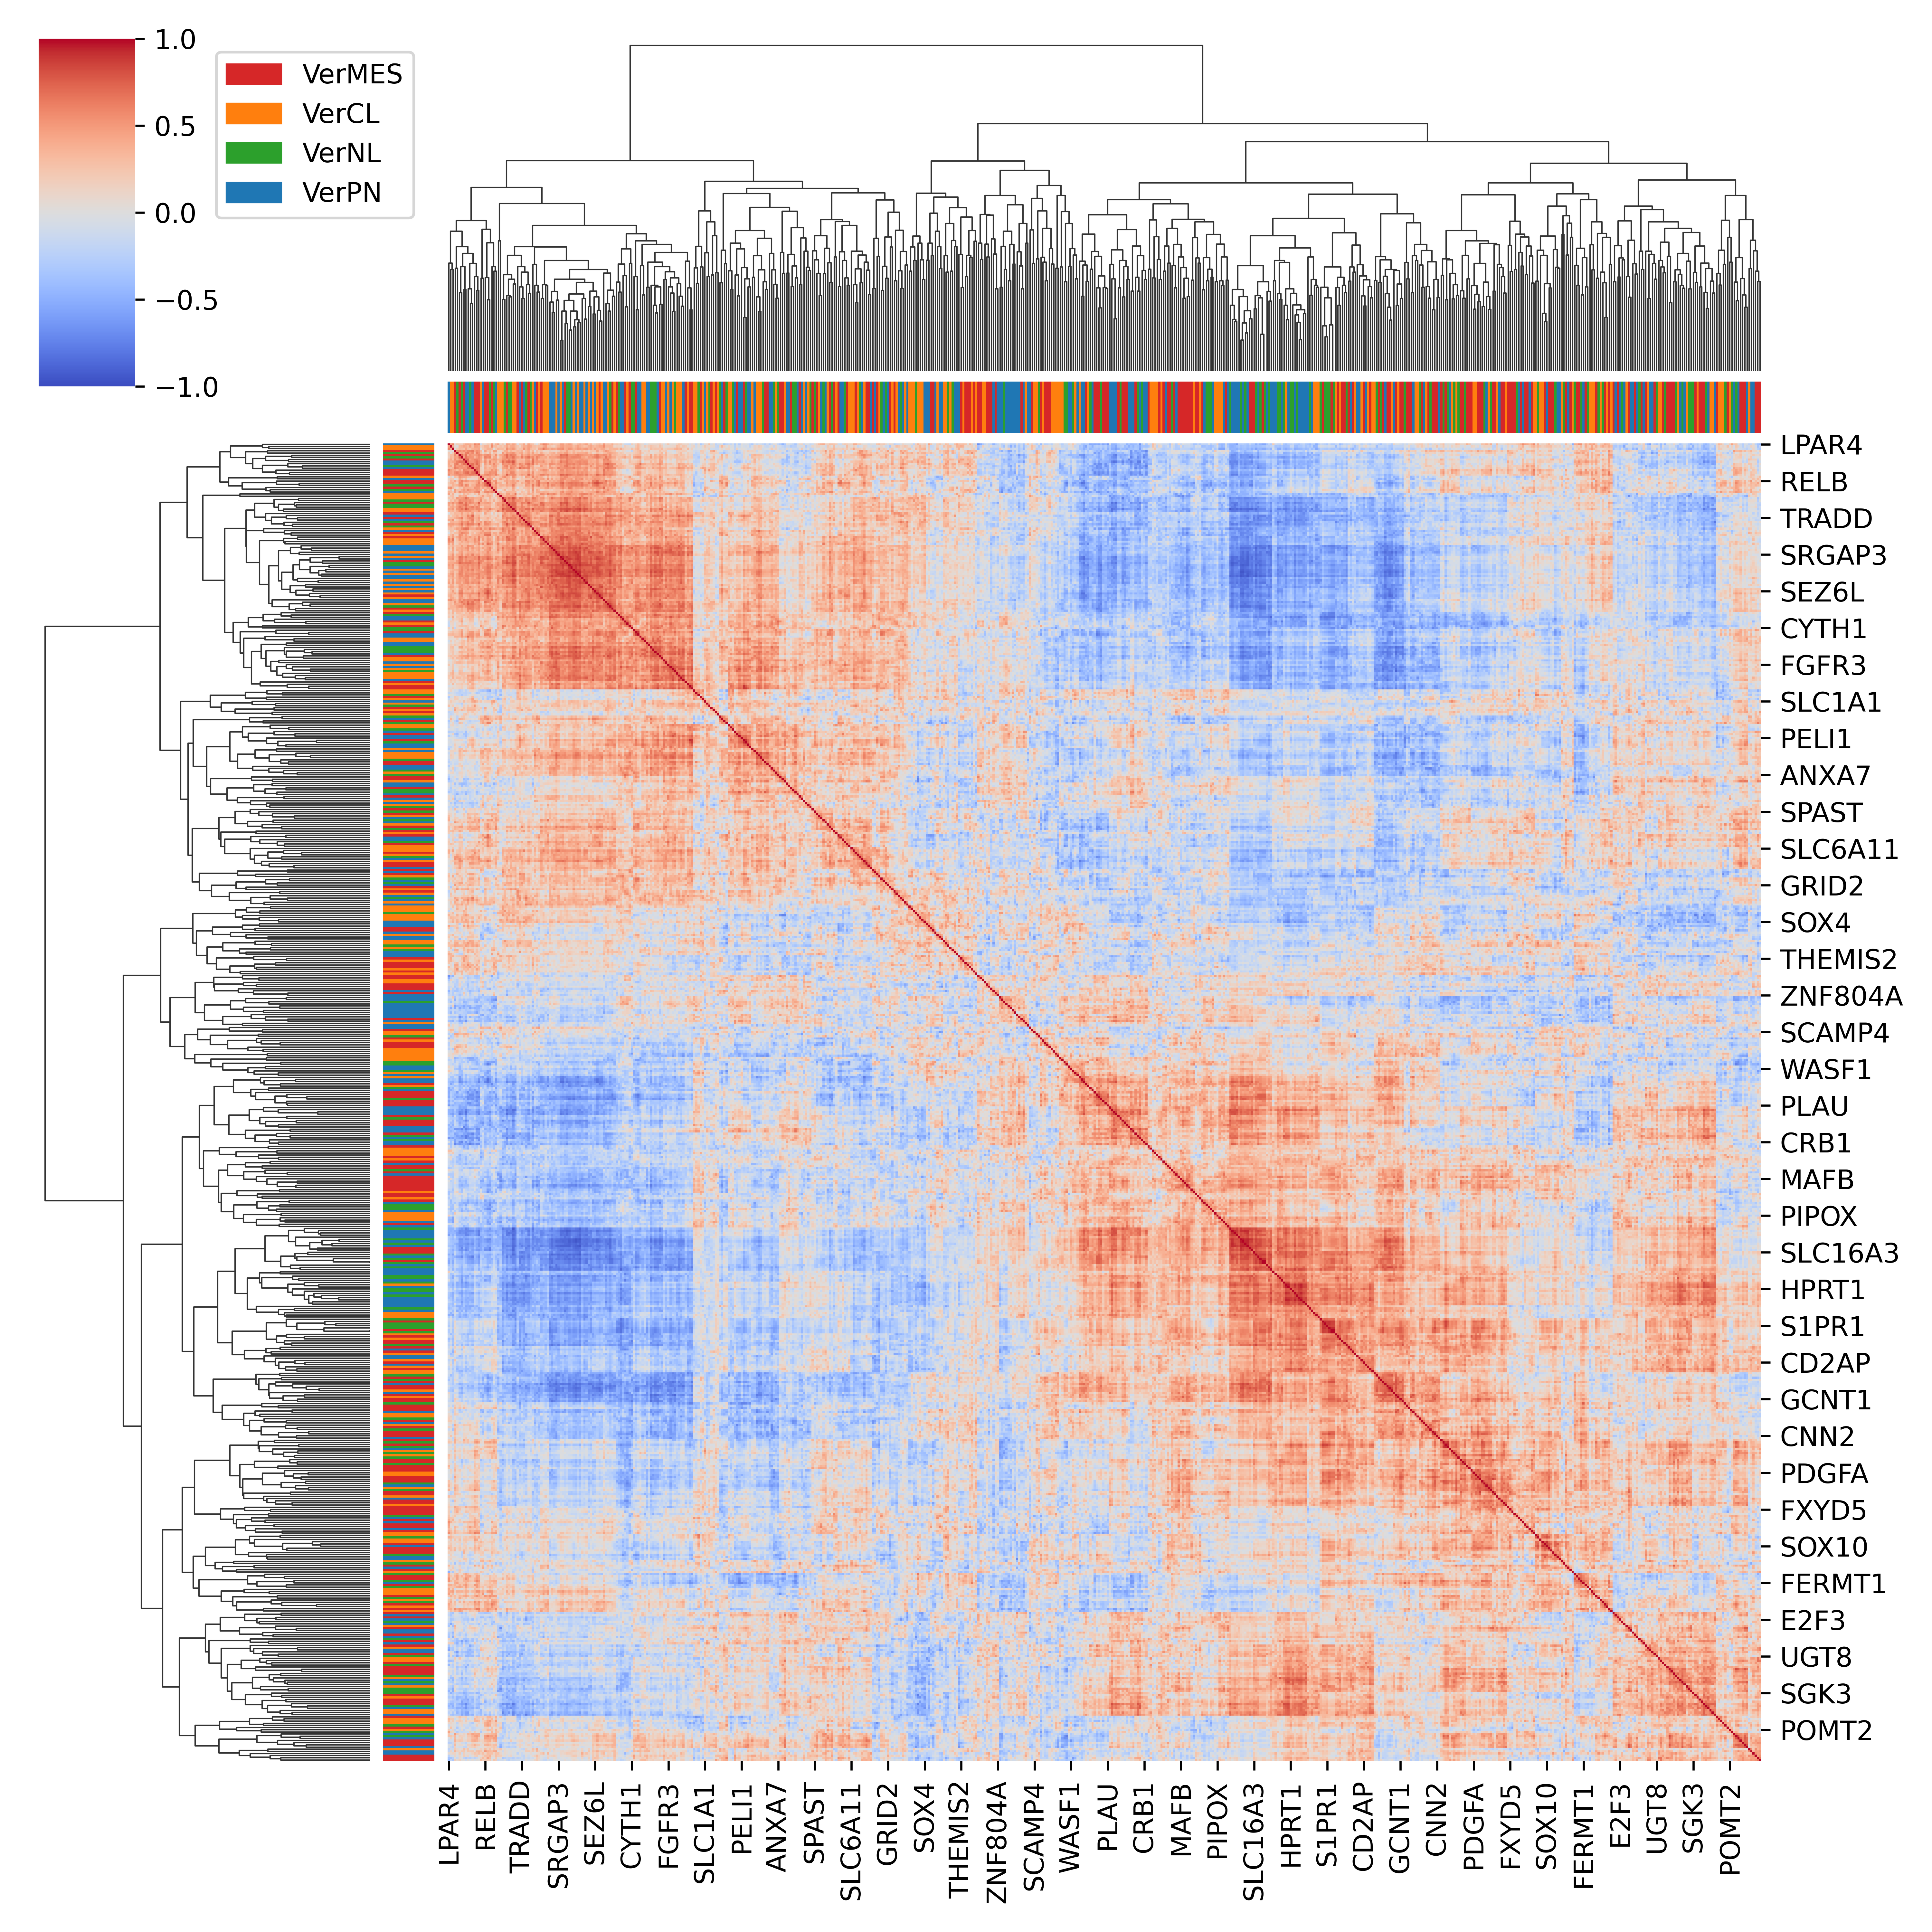 1.0
0.5
0.0
−0.5
−1.0
VerMES
VerCL
VerNL
VerPN
LPAR4
RELB
TRADD
SRGAP3
SEZ6L
CYTH1
FGFR3
SLC1A1
PELI1
ANXA7
SPAST
SLC6A11
GRID2
SOX4
THEMIS2
ZNF804A
SCAMP4
WASF1
PLAU
CRB1
MAFB
PIPOX
SLC16A3
HPRT1
S1PR1
CD2AP
GCNT1
CNN2
PDGFA
FXYD5
SOX10
FERMT1
E2F3
UGT8
SGK3
POMT2
LPAR4
RELB
TRADD
SRGAP3
SEZ6L
CYTH1
FGFR3
SLC1A1
PELI1
ANXA7
SPAST
SLC6A11
GRID2
SOX4
THEMIS2
ZNF804A
SCAMP4
WASF1
PLAU
CRB1
MAFB
PIPOX
SLC16A3
HPRT1
S1PR1
CD2AP
GCNT1
CNN2
PDGFA
FXYD5
SOX10
FERMT1
E2F3
UGT8
SGK3
POMT2